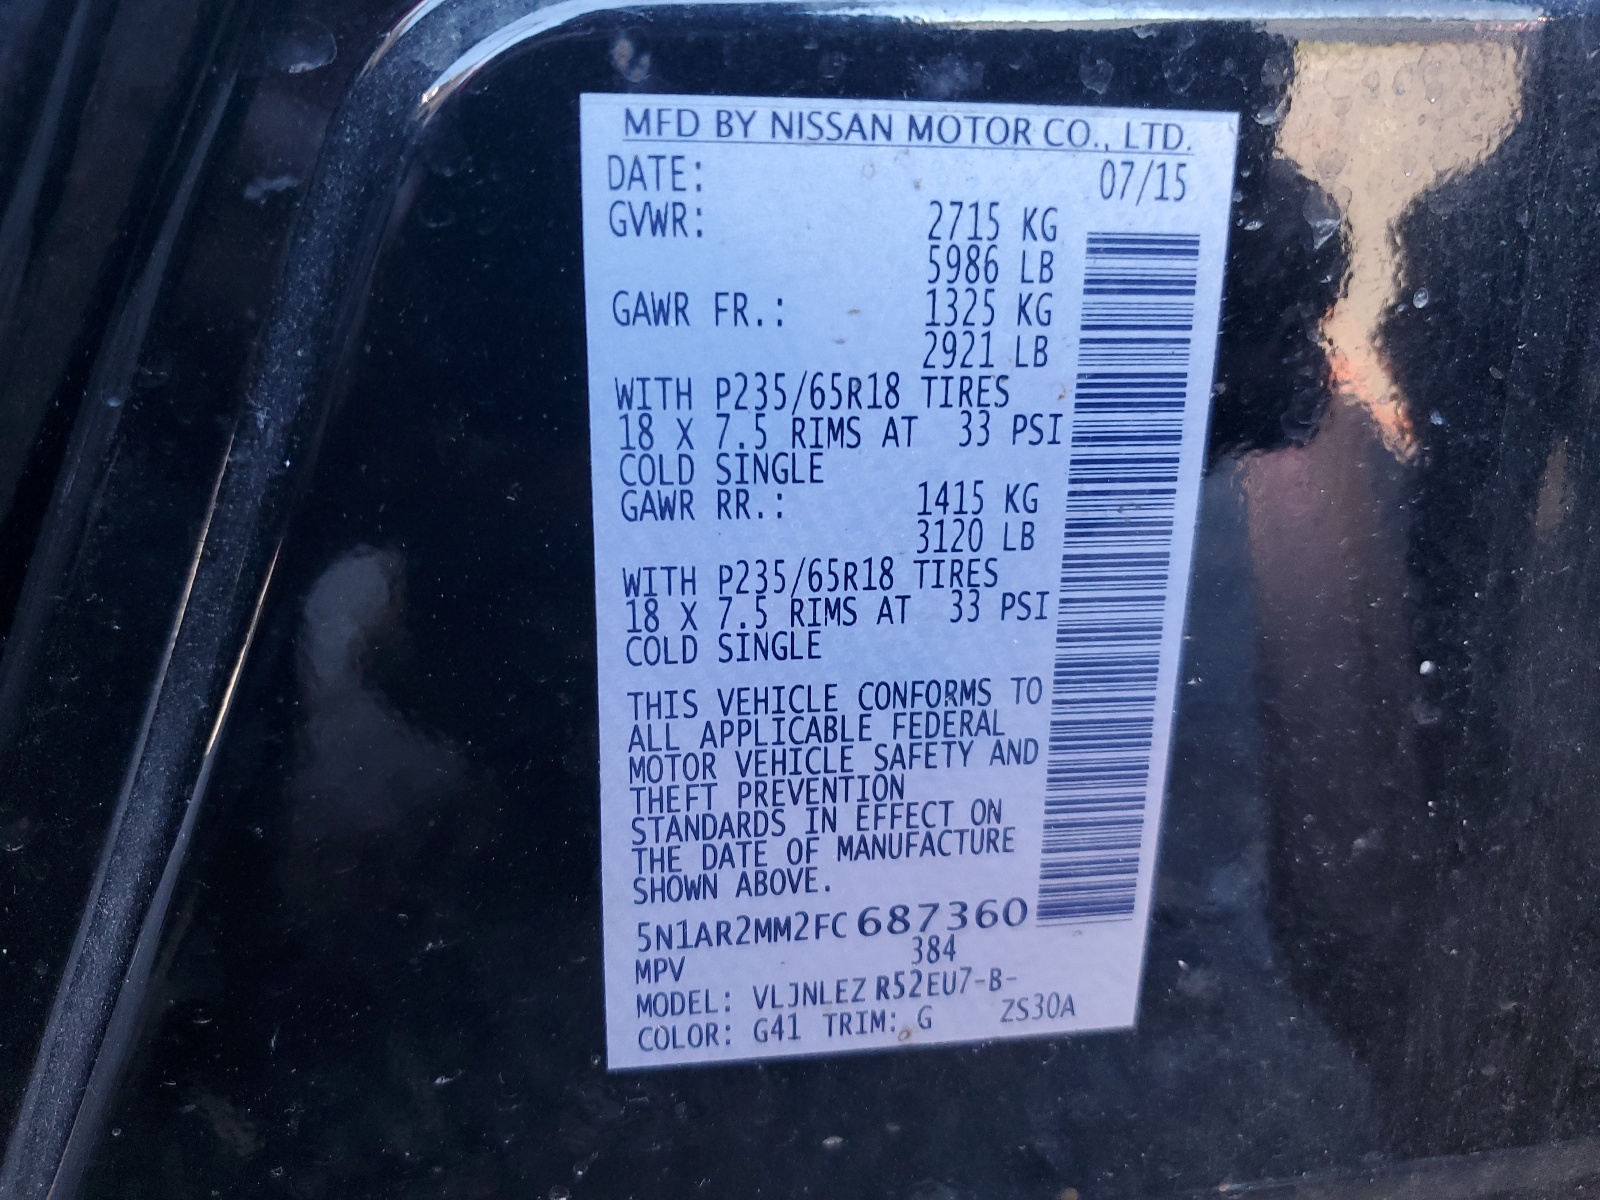 MFD BY NISSAN MOTOR CO., LTD.
DATE: 07/15
GVWR: 2715 KG
5986 LB
GAWR FR.: 1325 KG
2921 LB
WITH P235/65R18 TIRES
18 X 7.5 RIMS AT 33 PSI
COLD SINGLE
GAWR RR.: 1415 KG
3120 LB
WITH P235/65R18 TIRES
18 X 7.5 RIMS AT 33 PSI
COLD SINGLE
THIS VEHICLE CONFORMS TO
ALL APPLICABLE FEDERAL
MOTOR VEHICLE SAFETY AND
THEFT PREVENTION
STANDARDS IN EFFECT ON
THE DATE OF MANUFACTURE
SHOWN ABOVE.
5N1AR2MM2FC687360
MPV 384
MODEL: VLJNLEZ R52EU7-B-
COLOR: G41 TRIM: G ZS30A